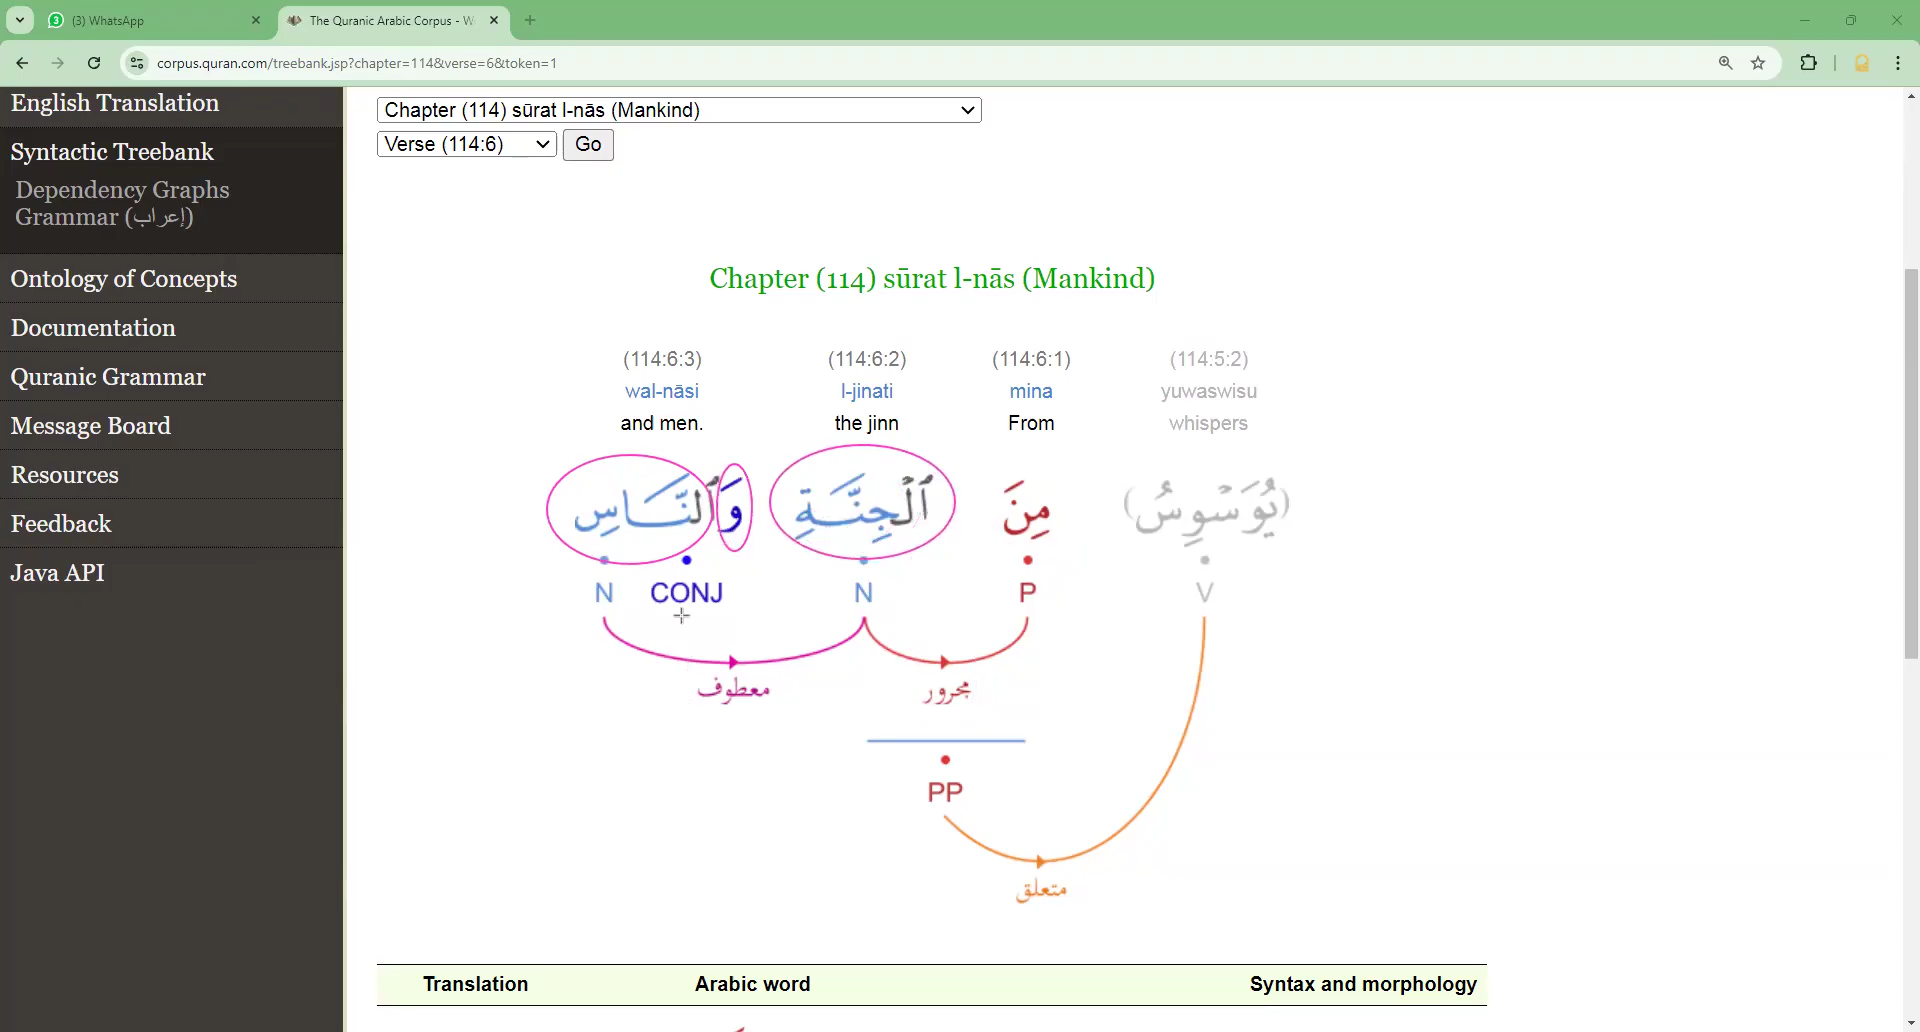 (3) WhatsApp
The Quranic Arabic Corpus - W
corpus.quran.com/treebank.jsp?chapter=114&verse=6&token=1
English Translation
Syntactic Treebank
Dependency Graphs
Grammar (إعراب)
Ontology of Concepts
Documentation
Quranic Grammar
Message Board
Resources
Feedback
Java API
Chapter (114) sūrat l-nās (Mankind)
Verse (114:6) Go
Chapter (114) sūrat l-nās (Mankind)
(114:6:3) (114:6:2) (114:6:1) (114:5:2)
wal-nāsi l-jinati mina yuwaswisu
and men. the jinn From whispers
(يُوَسْوِسُ) مِنَ ٱلْجِنَّةِ وَٱلنَّاسِ
N CONJ N P V
معطوف مجرور
PP
متعلق
Translation Arabic word Syntax and morphology